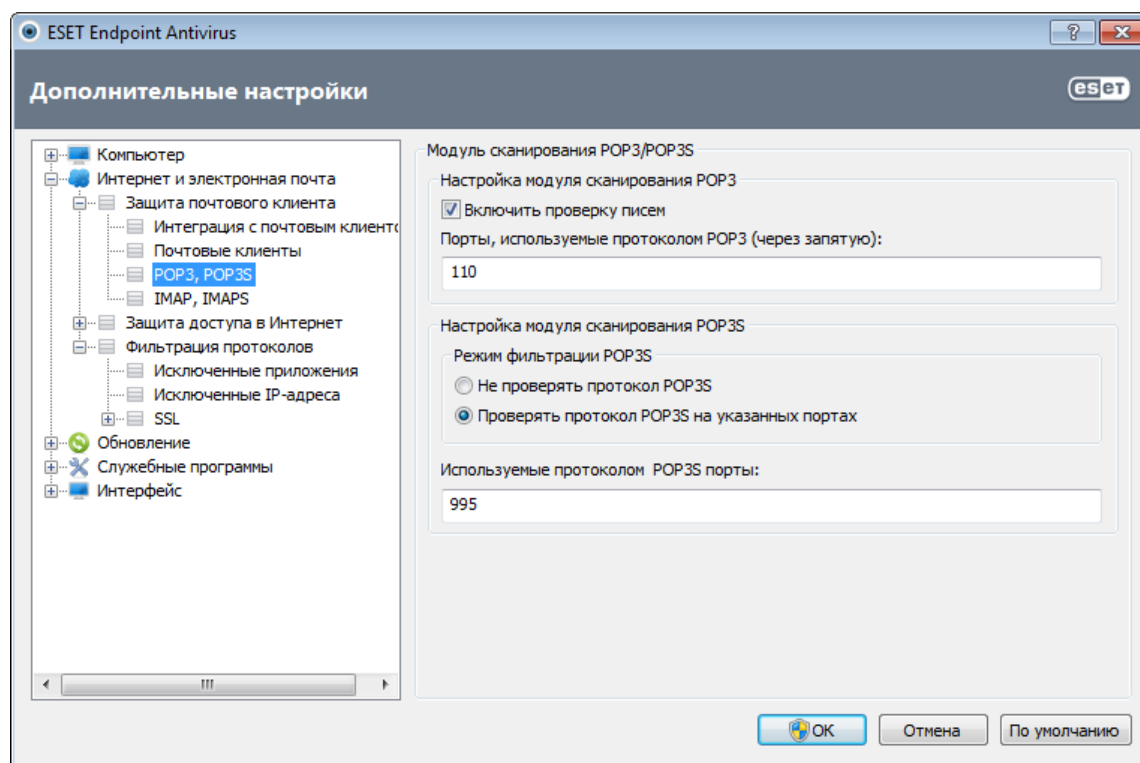 ESET Endpoint Antivirus
Дополнительные настройки
eset
Компьютер
Интернет и электронная почта
Защита почтового клиента
Интеграция с почтовым
Почтовые клиенты
POP3, POP3S
IMAP, IMAPS
Защита доступа в Интернет
Фильтрация протоколов
Исключенные приложения
Исключенные IP-адреса
SSL
Обновление
Служебные программы
Интерфейс
Модуль сканирования POP3/POP3S
Настройка модуля сканирования POP3
Включить проверку писем
Порты, используемые протоколом POP3 (через запятую):
110
Настройка модуля сканирования POP3S
Режим фильтрации POP3S
Не проверять протокол POP3S
Проверять протокол POP3S на указанных портах
Используемые протоколом POP3S порты:
995
OK
Отмена
По умолчанию